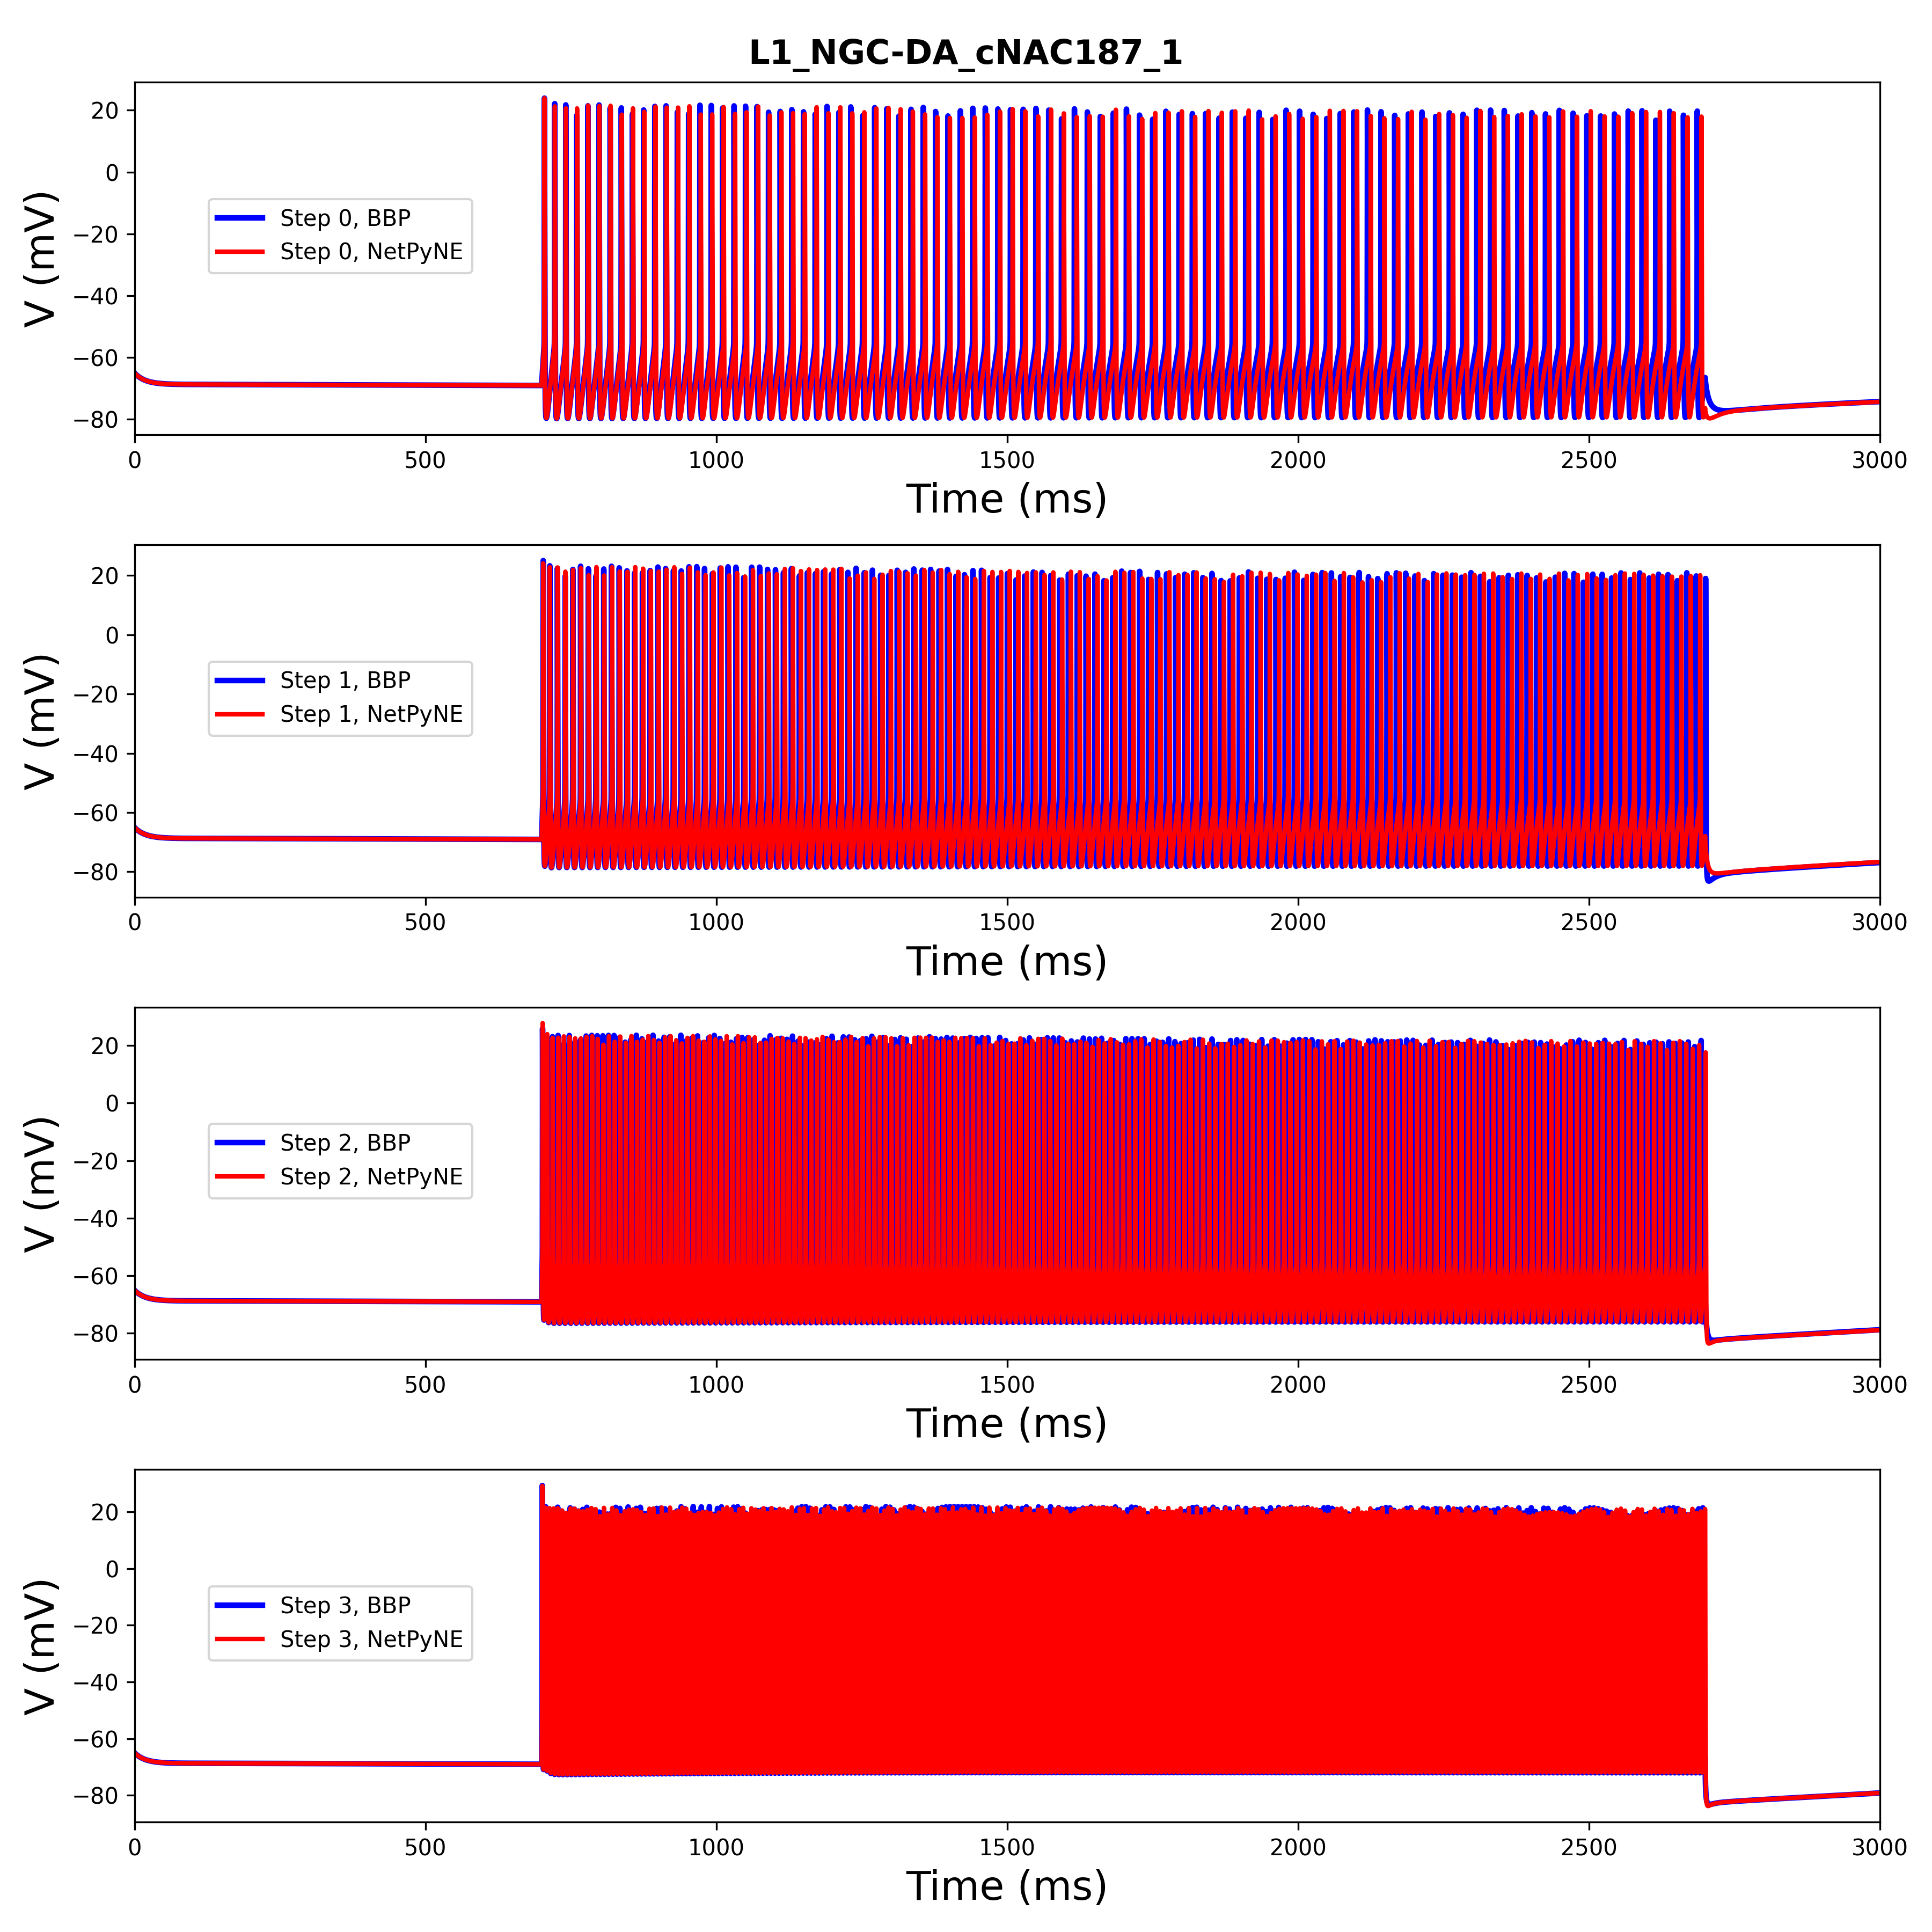 L1_NGC-DA_cNAC187_1
20
0
−20
−40
−60
−80
V (mV)
Step 0, BBP
Step 0, NetPyNE
0 500 1000 1500 2000 2500 3000
Time (ms)
20
0
−20
−40
−60
−80
V (mV)
Step 1, BBP
Step 1, NetPyNE
0 500 1000 1500 2000 2500 3000
Time (ms)
20
0
−20
−40
−60
−80
V (mV)
Step 2, BBP
Step 2, NetPyNE
0 500 1000 1500 2000 2500 3000
Time (ms)
20
0
−20
−40
−60
−80
V (mV)
Step 3, BBP
Step 3, NetPyNE
0 500 1000 1500 2000 2500 3000
Time (ms)